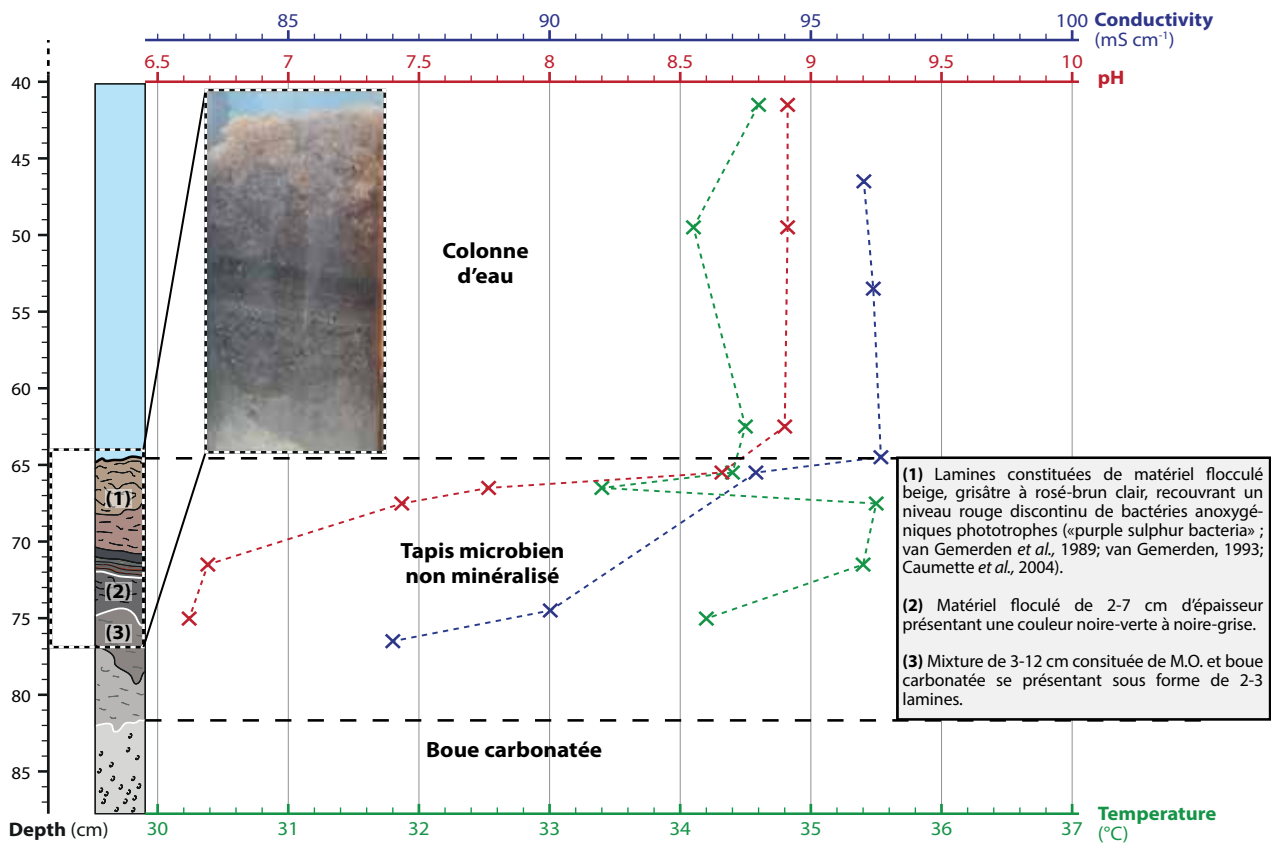 85 90 95 100 Conductivity
(mS cm⁻¹)
6.5 7 7.5 8 8.5 9 9.5 10
pH
40
45
50
55
60
65
70
75
80
85
Colonne
d’eau
(1)
(2)
(3)
Tapis microbien
non minéralisé
Boue carbonatée
(1) Lamines constituées de matériel flocculé
beige, grisâtre à rosé-brun clair, recouvrant un
niveau rouge discontinu de bactéries anoxygé-
niques phototrophes («purple sulphur bacteria» ;
van Gemerden et al., 1989; van Gemerden, 1993;
Caumette et al., 2004).
(2) Matériel floculé de 2-7 cm d’épaisseur
présentant une couleur noire-verte à noire-grise.
(3) Mixture de 3-12 cm consituée de M.O. et boue
carbonatée se présentant sous forme de 2-3
lamines.
Depth (cm) 30 31 32 33 34 35 36 37 Temperature
(°C)